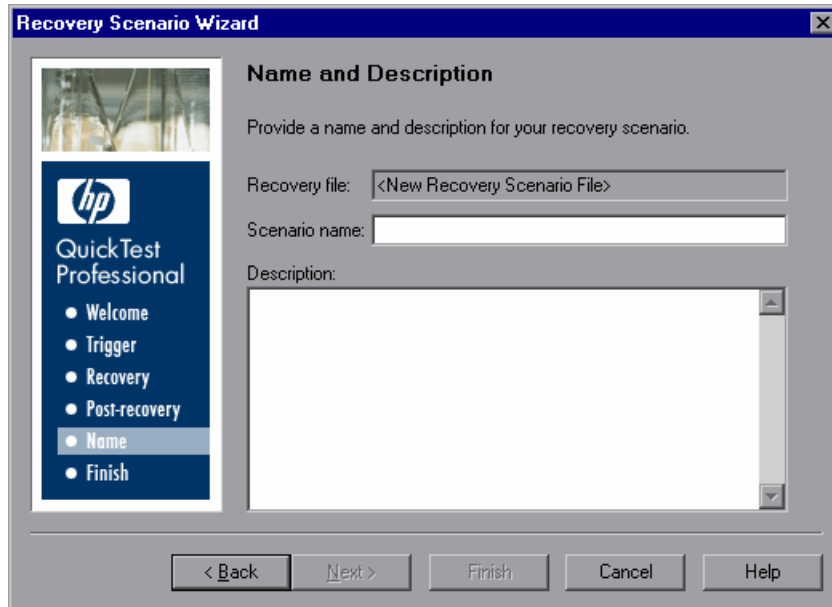 Recovery Scenario Wizard
Name and Description
Provide a name and description for your recovery scenario.
hp
QuickTest
Professional
Welcome
Trigger
Recovery
Post-recovery
Name
Finish
Recovery file: <New Recovery Scenario File>
Scenario name:
Description:
< Back Next > Finish Cancel Help